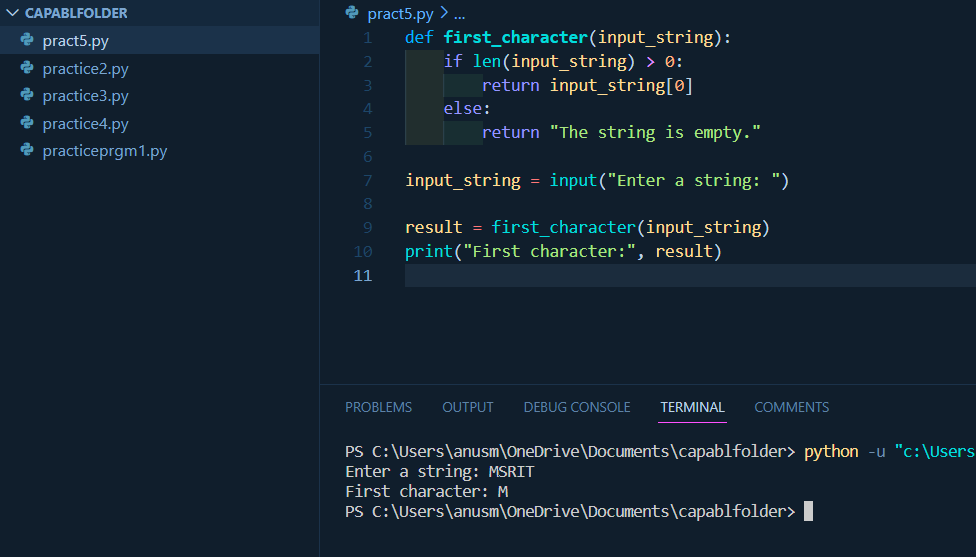 CAPABLFOLDER
pract5.py
practice2.py
practice3.py
practice4.py
practiceprgm1.py
pract5.py > ...
1 def first_character(input_string):
2     if len(input_string) > 0:
3         return input_string[0]
4     else:
5         return "The string is empty."
6
7 input_string = input("Enter a string: ")
8
9 result = first_character(input_string)
10 print("First character:", result)
11
PROBLEMS OUTPUT DEBUG CONSOLE TERMINAL COMMENTS
PS C:\Users\anusm\OneDrive\Documents\capablfolder> python -u "c:\Users
Enter a string: MSRIT
First character: M
PS C:\Users\anusm\OneDrive\Documents\capablfolder>